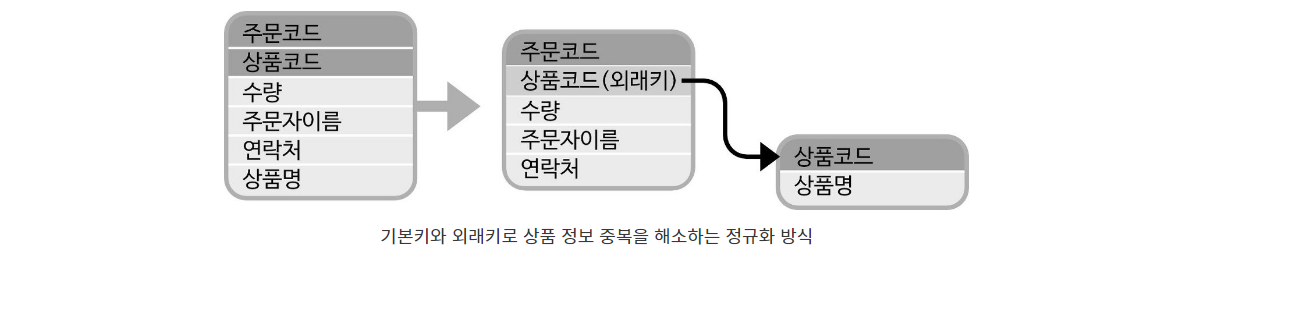 주문코드
상품코드
수량
주문자이름
연락처
상품명
주문코드
상품코드(외래키)
수량
주문자이름
연락처
상품코드
상품명
기본키와 외래키로 상품 정보 중복을 해소하는 정규화 방식